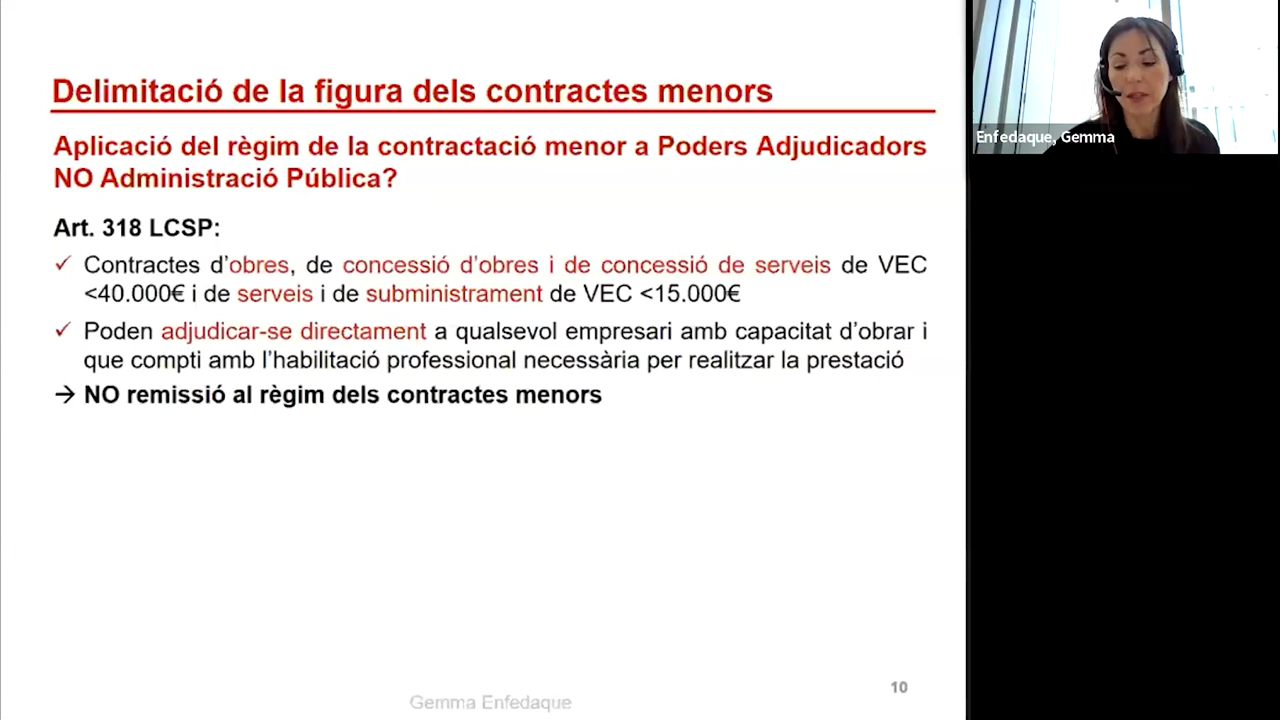 Delimitació de la figura dels contractes menors
Aplicació del règim de la contractació menor a Poders Adjudicadors
NO Administració Pública?
Art. 318 LCSP:
✓ Contractes d’obres, de concessió d’obres i de concessió de serveis de VEC
<40.000€ i de serveis i de subministrament de VEC <15.000€
✓ Poden adjudicar-se directament a qualsevol empresari amb capacitat d’obrar i
que compti amb l’habilitació professional necessària per realitzar la prestació
→ NO remissió al règim dels contractes menors
Gemma Enfedaque
10
Enfedaque, Gemma